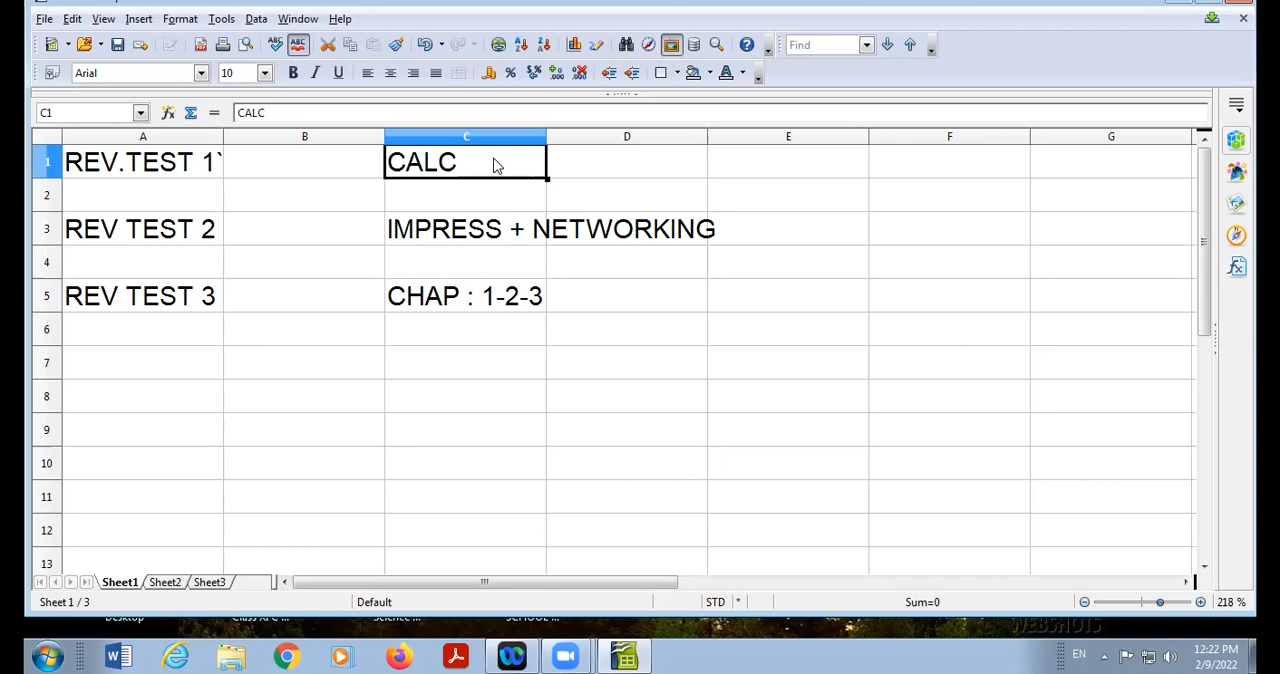 File Edit View Insert Format Tools Data Window Help
Find
Arial 10
C1 CALC
A B C D E F G
1 REV.TEST 1` CALC
2
3 REV TEST 2 IMPRESS + NETWORKING
4
5 REV TEST 3 CHAP : 1-2-3
6
7
8
9
10
11
12
13
Sheet1 Sheet2 Sheet3
Sheet 1 / 3 Default STD * Sum=0 218 %
Desktop
WEBSHOTS
EN 12:22 PM
2/9/2022